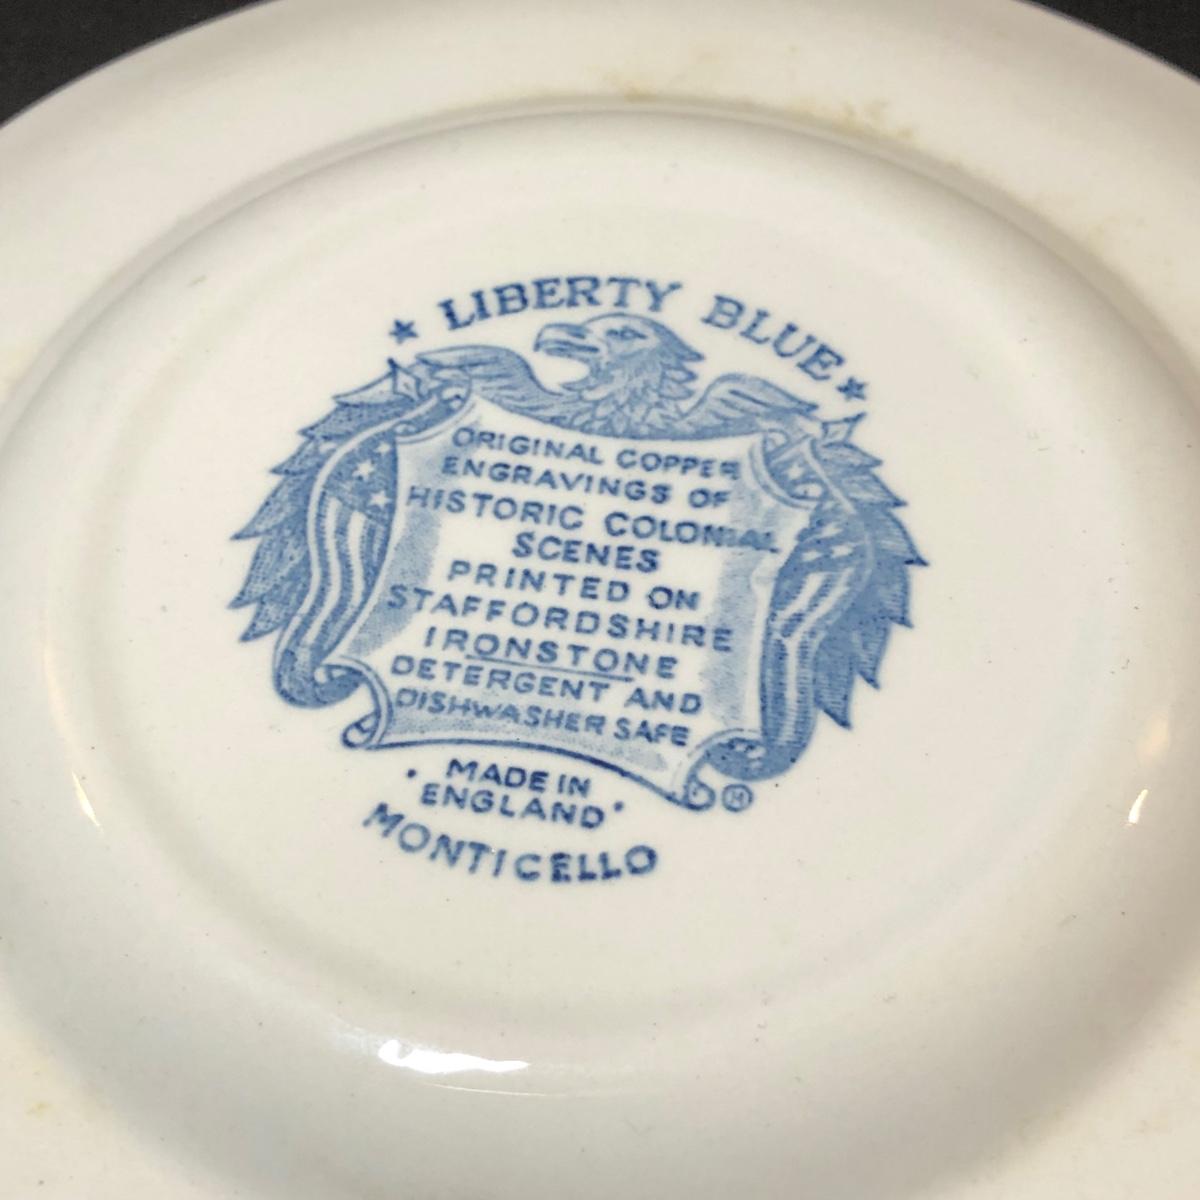 ★ LIBERTY BLUE ★
ORIGINAL COPPER
ENGRAVINGS OF
HISTORIC COLONIAL
SCENES
PRINTED ON
STAFFORDSHIRE
IRONSTONE
DETERGENT AND
DISHWASHER SAFE
MADE IN
· ENGLAND ·
MONTICELLO